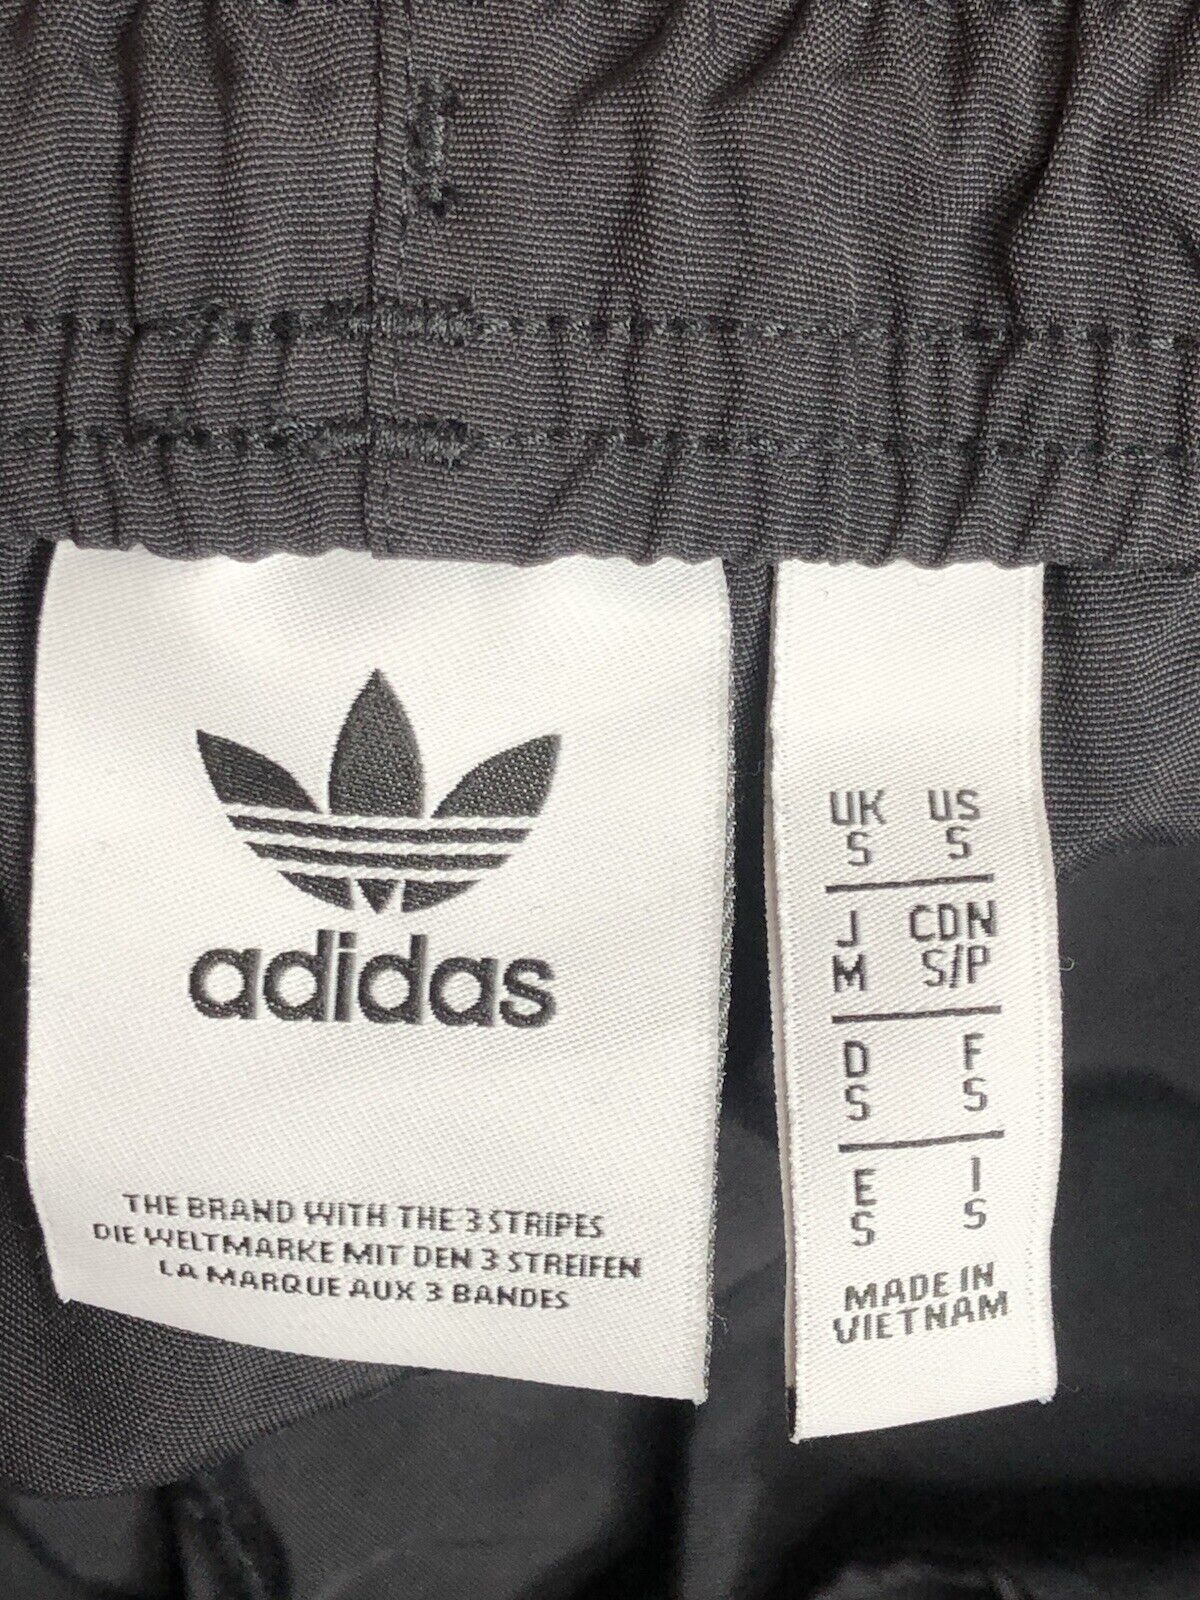 adidas
THE BRAND WITH THE 3 STRIPES
DIE WELTMARKE MIT DEN 3 STREIFEN
LA MARQUE AUX 3 BANDES
UK US
S S
J CDN
M S/P
D F
S S
E I
S S
MADE IN
VIETNAM